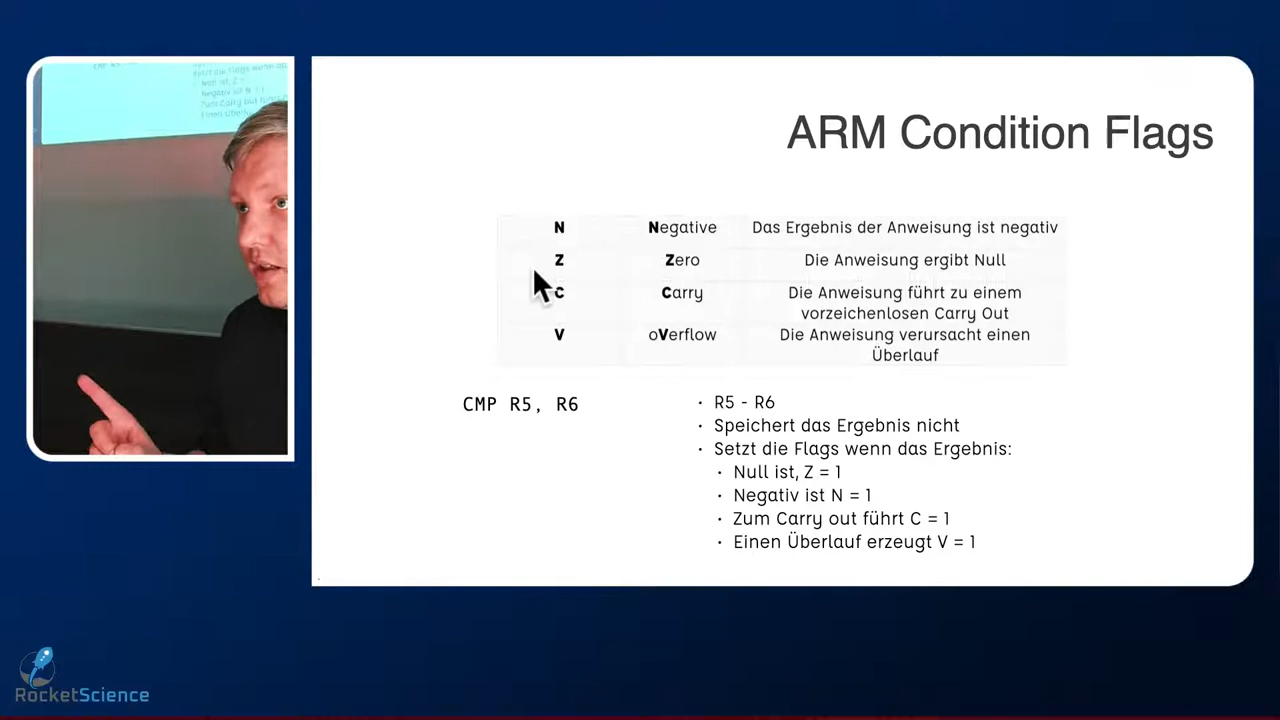 ARM Condition Flags
N Negative Das Ergebnis der Anweisung ist negativ
Z Zero Die Anweisung ergibt Null
C Carry Die Anweisung führt zu einem
vorzeichenlosen Carry Out
V oVerflow Die Anweisung verursacht einen
Überlauf
CMP R5, R6
· R5 - R6
· Speichert das Ergebnis nicht
· Setzt die Flags wenn das Ergebnis:
· Null ist, Z = 1
· Negativ ist N = 1
· Zum Carry out führt C = 1
· Einen Überlauf erzeugt V = 1
RocketScience